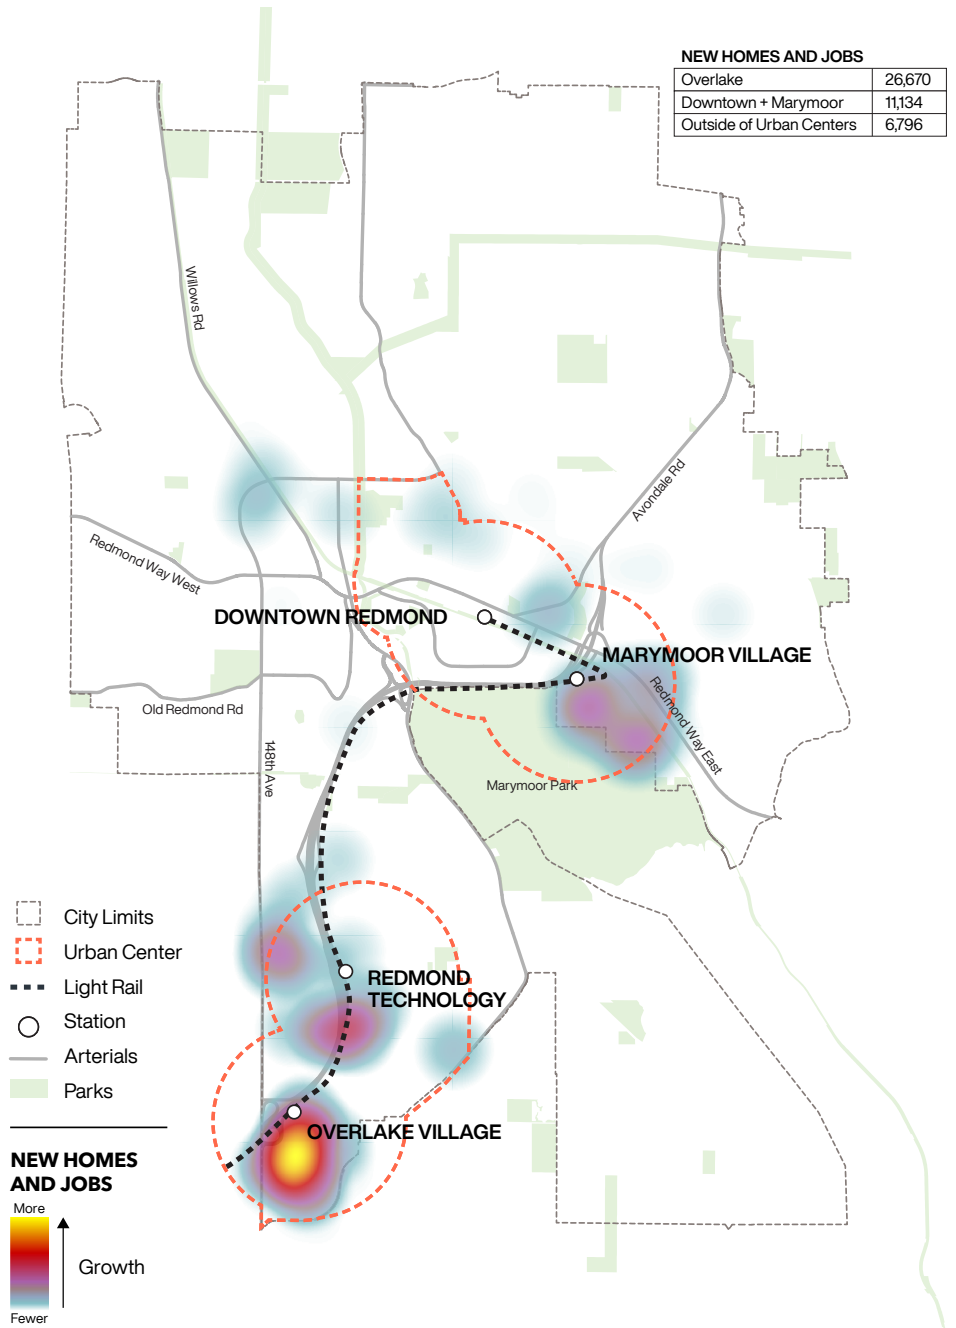 NEW HOMES AND JOBS
Overlake 26,670
Downtown + Marymoor 11,134
Outside of Urban Centers 6,796
Willows Rd
Avondale Rd
Redmond Way West
DOWNTOWN REDMOND
MARYMOOR VILLAGE
Redmond Way East
Old Redmond Rd
148th Ave
Marymoor Park
REDMOND
TECHNOLOGY
OVERLAKE VILLAGE
City Limits
Urban Center
Light Rail
Station
Arterials
Parks
NEW HOMES
AND JOBS
More
Growth
Fewer